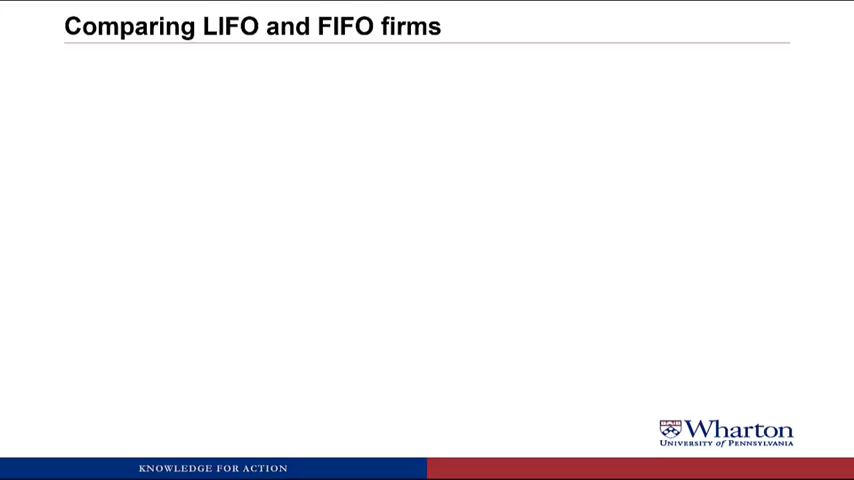 Comparing LIFO and FIFO firms
Wharton
UNIVERSITY of PENNSYLVANIA
KNOWLEDGE FOR ACTION